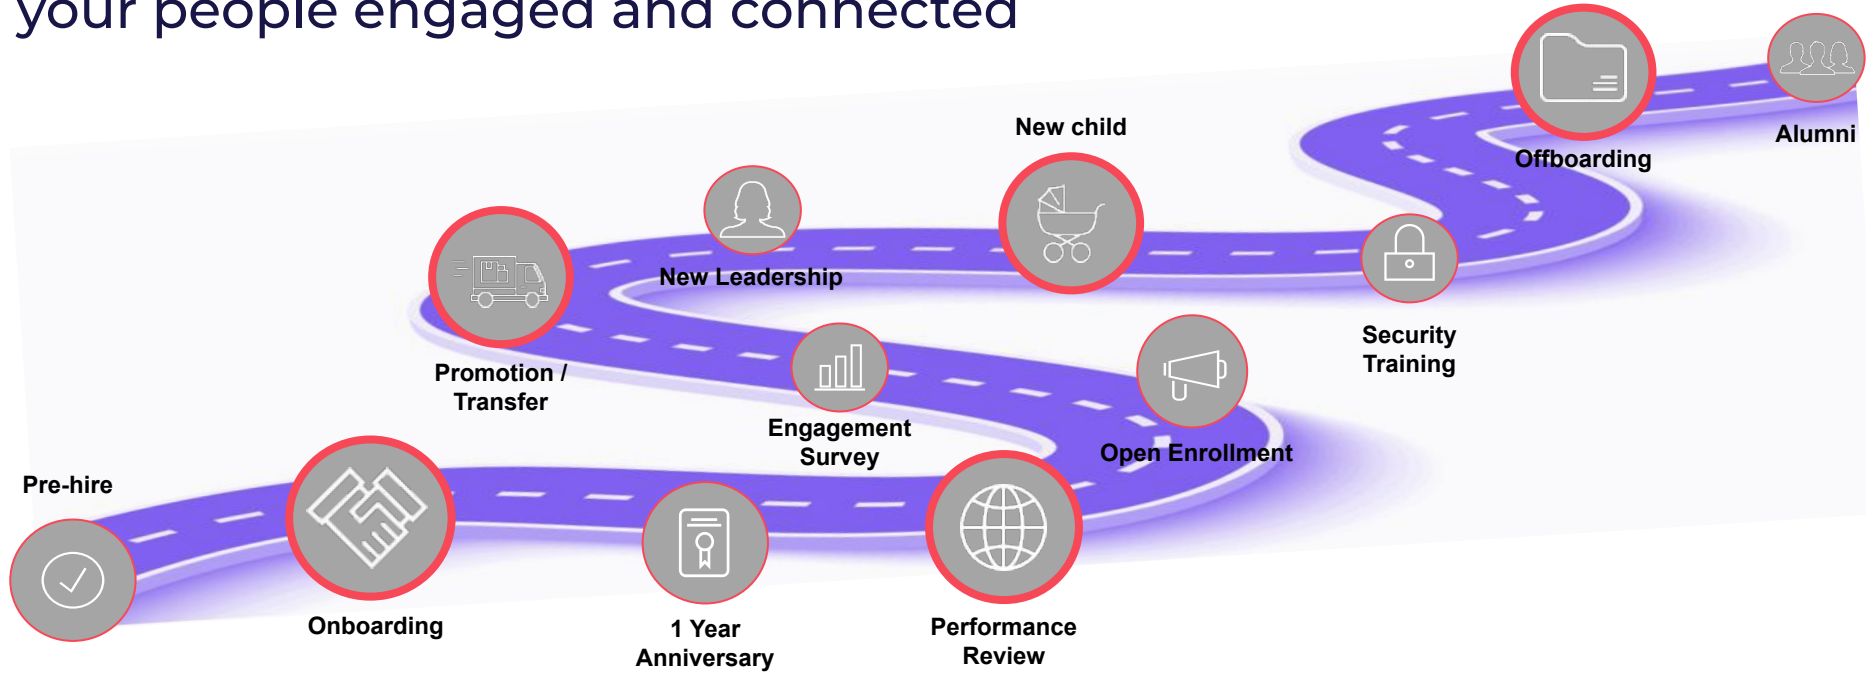 your people engaged and connected
New child
Alumni
Offboarding
New Leadership
Security
Training
Promotion /
Transfer
Engagement
Survey
Open Enrollment
Pre-hire
Onboarding
1 Year
Anniversary
Performance
Review